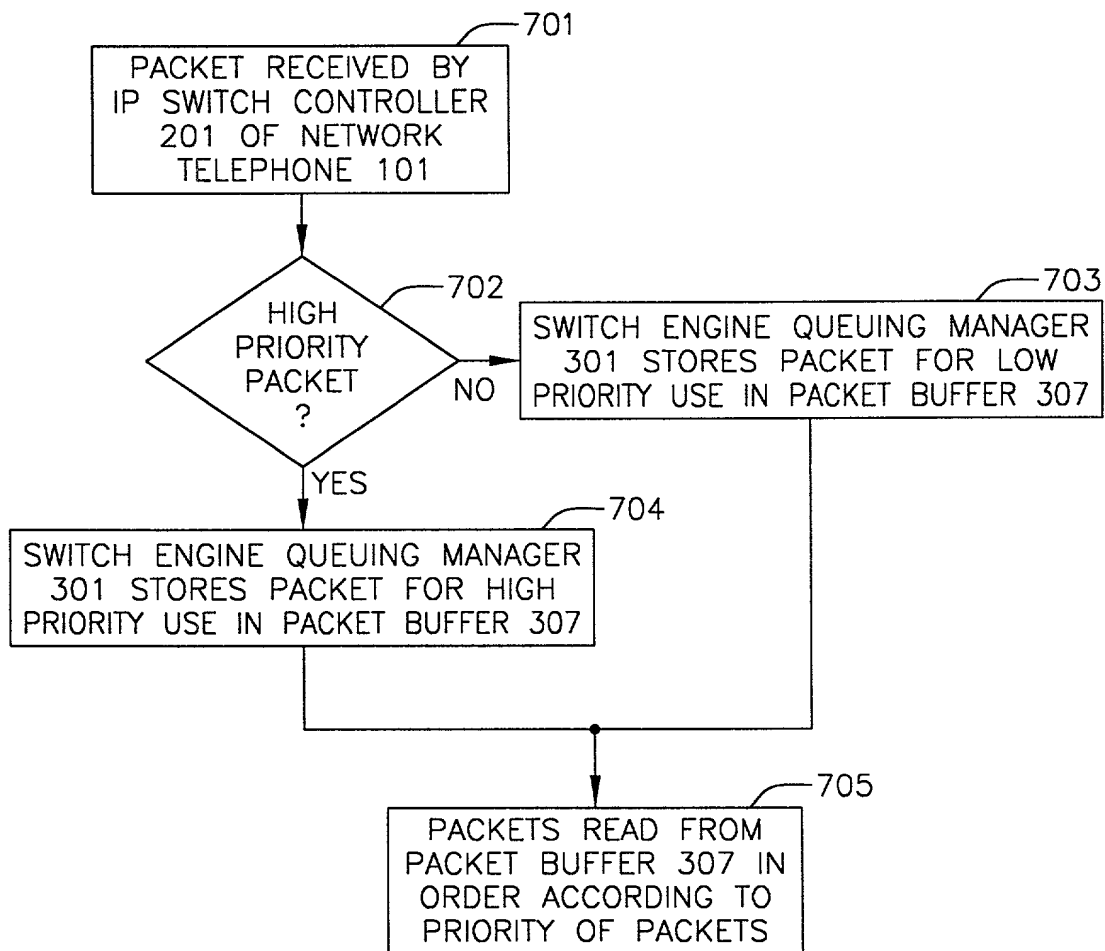 701
PACKET RECEIVED BY
IP SWITCH CONTROLLER
201 OF NETWORK
TELEPHONE 101
702
HIGH
PRIORITY
PACKET
?
NO
YES
703
SWITCH ENGINE QUEUING MANAGER
301 STORES PACKET FOR LOW
PRIORITY USE IN PACKET BUFFER 307
704
SWITCH ENGINE QUEUING MANAGER
301 STORES PACKET FOR HIGH
PRIORITY USE IN PACKET BUFFER 307
705
PACKETS READ FROM
PACKET BUFFER 307 IN
ORDER ACCORDING TO
PRIORITY OF PACKETS